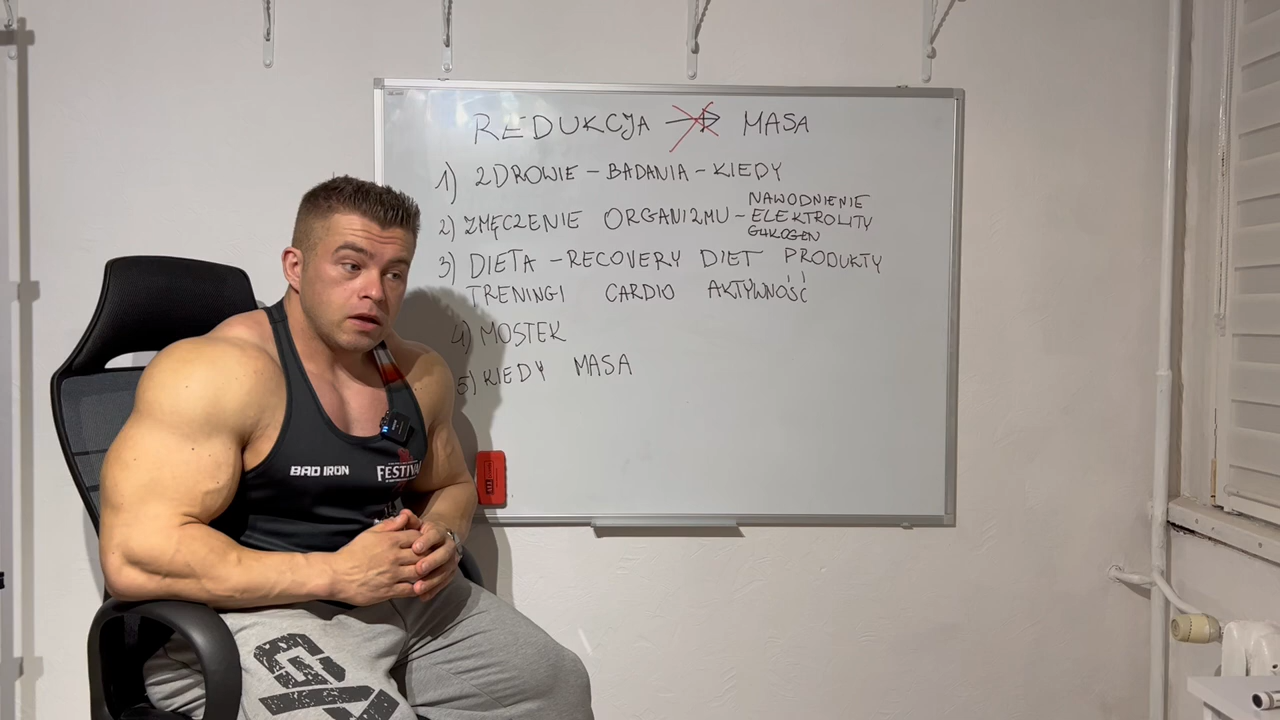 REDUKCJA → MASA
1) ZDROWIE – BADANIA – KIEDY
2) ZMĘCZENIE ORGANIZMU – NAWODNIENIE
ELEKTROLITY
GLIKOGEN
3) DIETA – RECOVERY DIET PRODUKTY
TRENINGI CARDIO AKTYWNOŚĆ
4) MOSTEK
5) KIEDY MASA
BAD IRON
FESTIVAL
GA